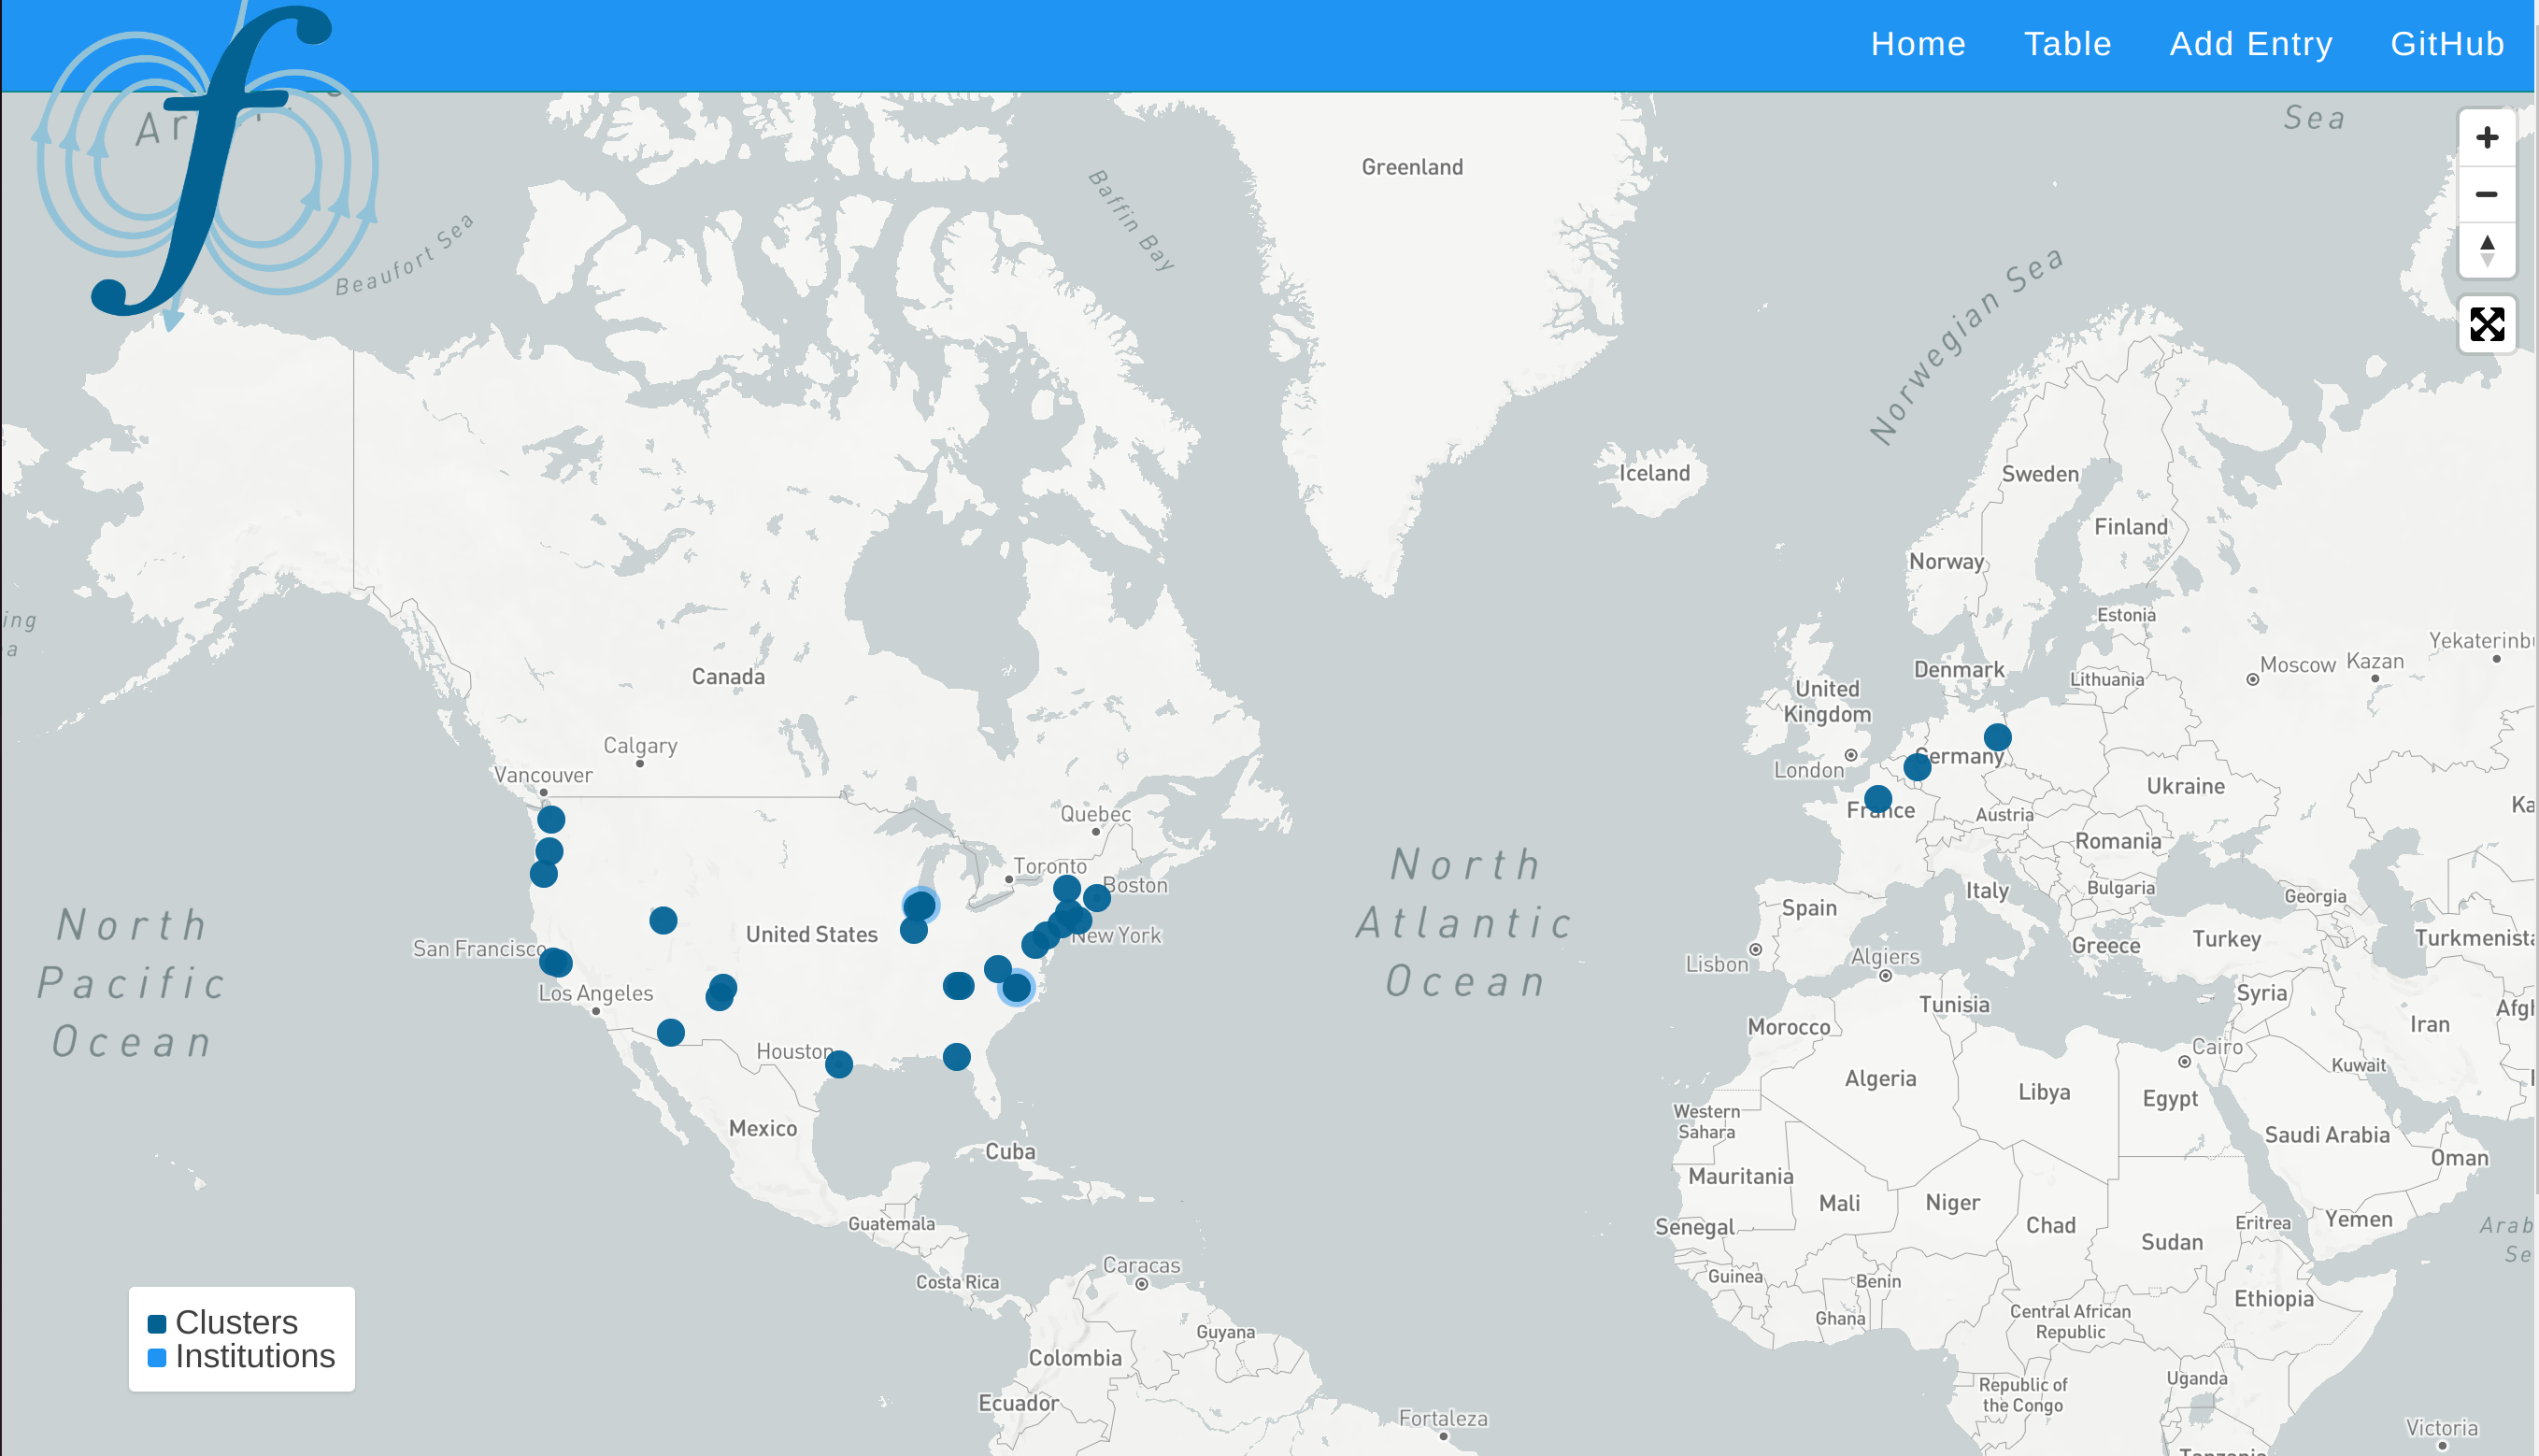 Home Table Add Entry GitHub
f
Sea
Greenland
Baffin Bay
Beaufort Sea
Norwegian Sea
Iceland
Sweden
Finland
Norway
Estonia
Yekaterinb
Moscow
Kazan
Denmark
Lithuania
Canada
United
Kingdom
Calgary
Vancouver
London
Germany
Ukraine
Quebec
France
Austria
Romania
Toronto
Boston
Italy
Bulgaria
Georgia
Spain
North
Pacific
Ocean
North
Atlantic
Ocean
United States
New York
San Francisco
Lisbon
Algiers
Greece
Turkey
Turkmenist
Los Angeles
Tunisia
Syria
Afgh
Morocco
Iran
Houston
Cairo
Kuwait
Algeria
Libya
Egypt
Western
Sahara
Mexico
Cuba
Saudi Arabia
Oman
Mauritania
Mali
Niger
Guatemala
Senegal
Chad
Sudan
Eritrea
Yemen
Arab
Se
Caracas
Costa Rica
Guinea
Benin
Ghana
Central African
Republic
Ethiopia
Guyana
Colombia
Ecuador
Republic of
the Congo
Uganda
Fortaleza
Victoria
Tanzania
Clusters
Institutions